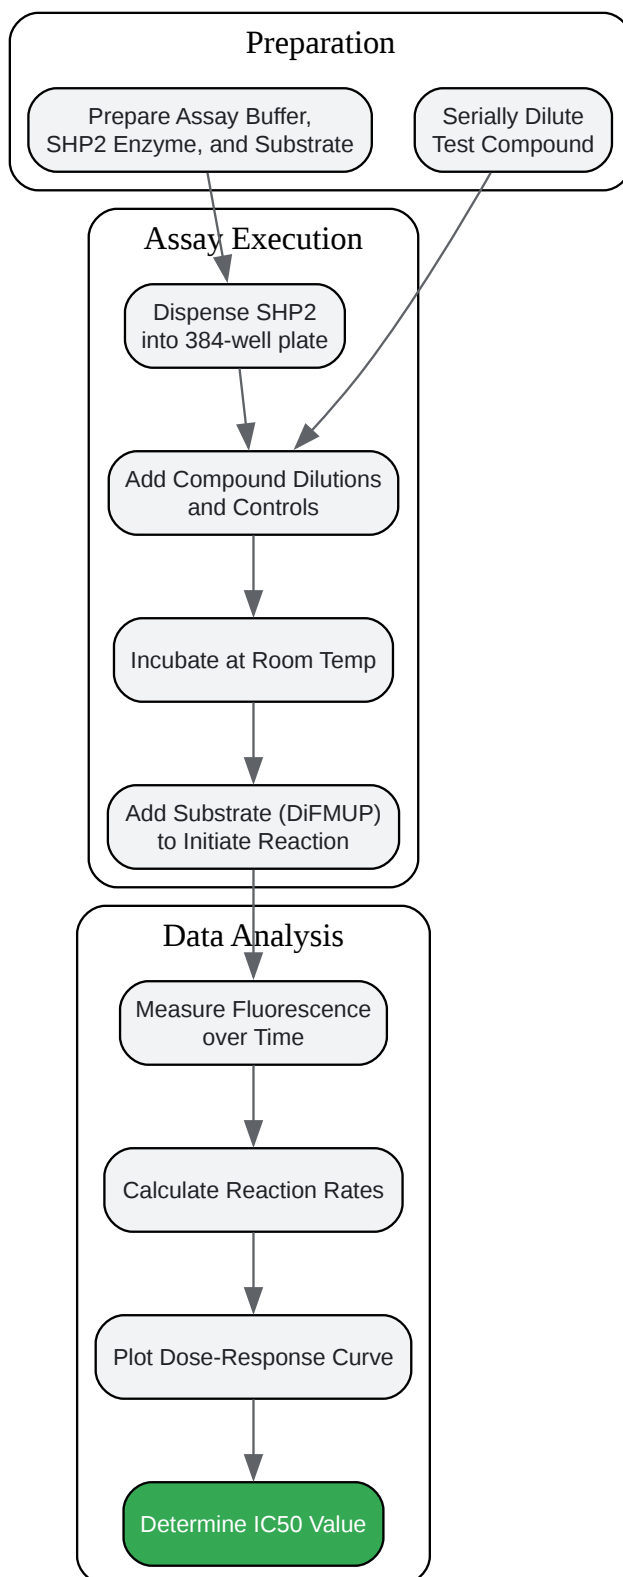 Preparation
Prepare Assay Buffer,
SHP2 Enzyme, and Substrate
Serially Dilute
Test Compound
Assay Execution
Dispense SHP2
into 384-well plate
Add Compound Dilutions
and Controls
Incubate at Room Temp
Add Substrate (DiFMUP)
to Initiate Reaction
Data Analysis
Measure Fluorescence
over Time
Calculate Reaction Rates
Plot Dose-Response Curve
Determine IC50 Value